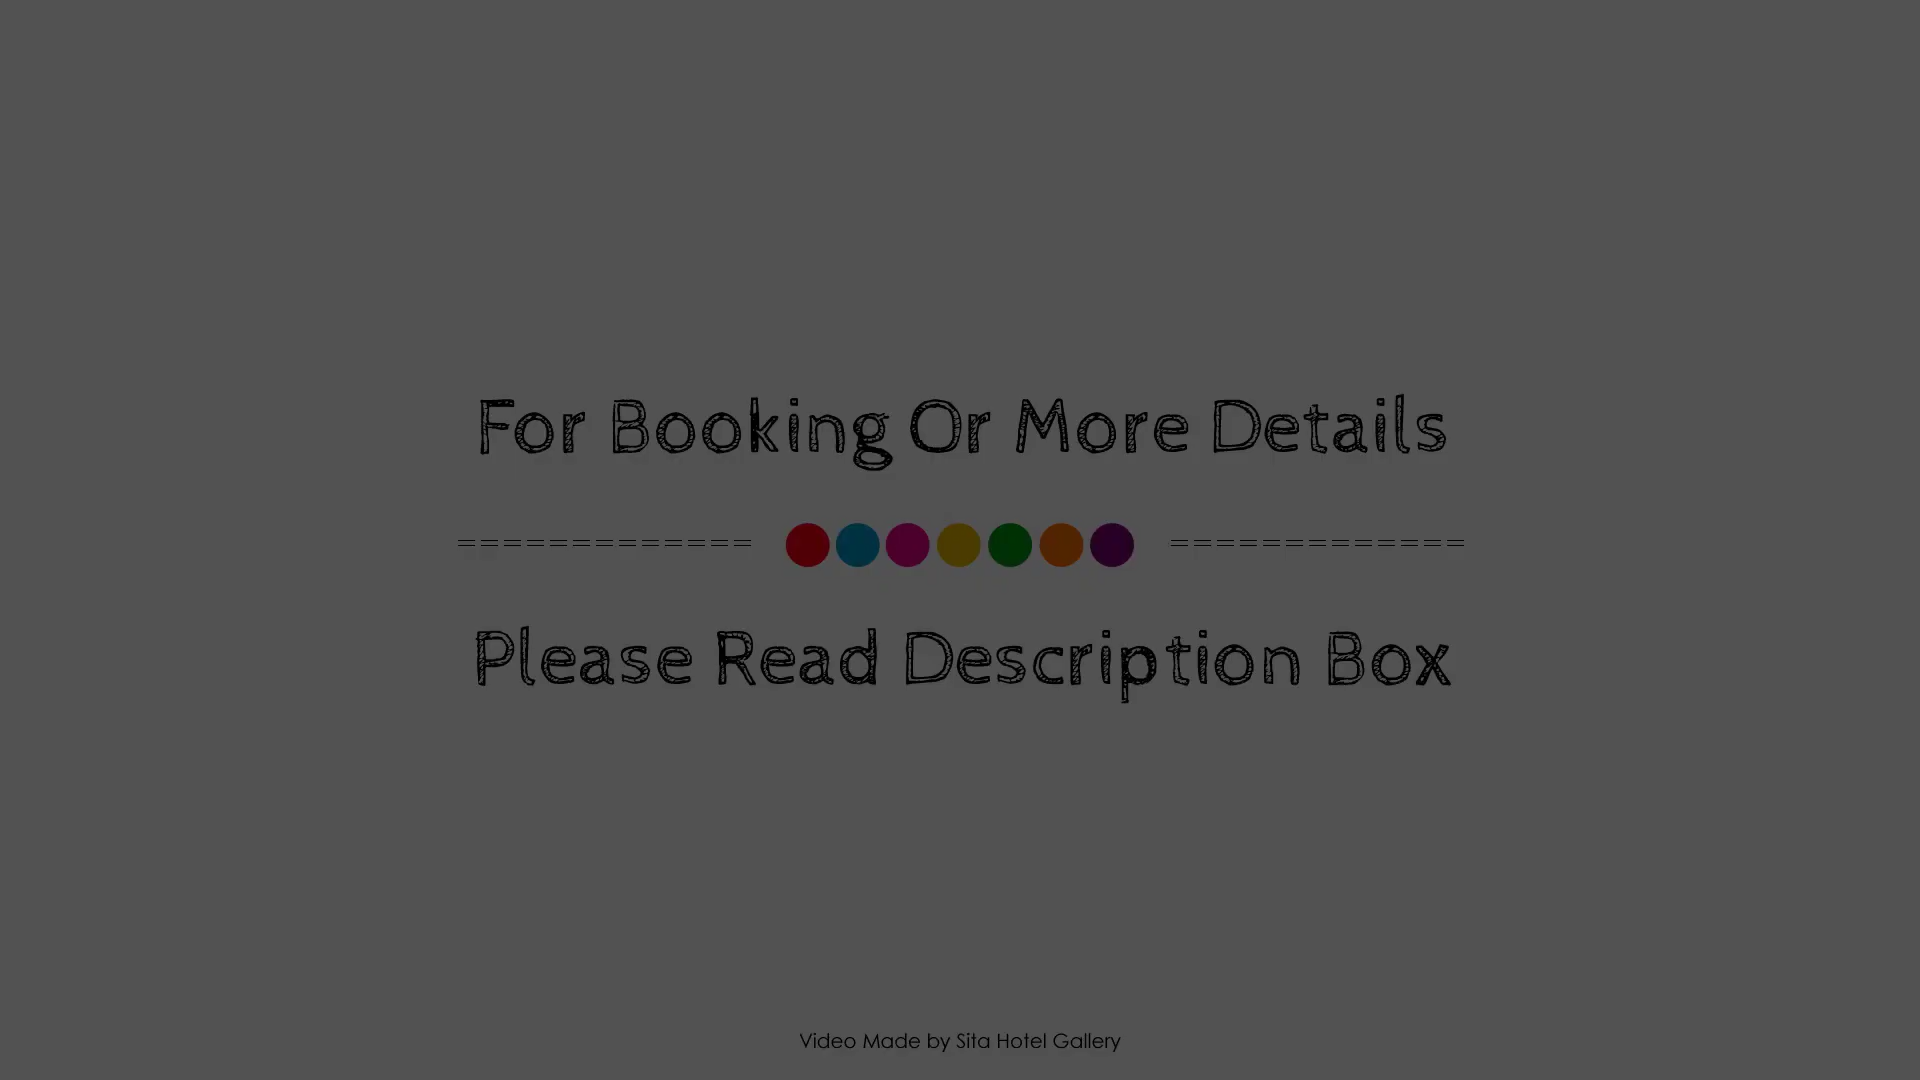 For Booking Or More Details
============= =============
Please Read Description Box
Video Made by Sita Hotel Gallery